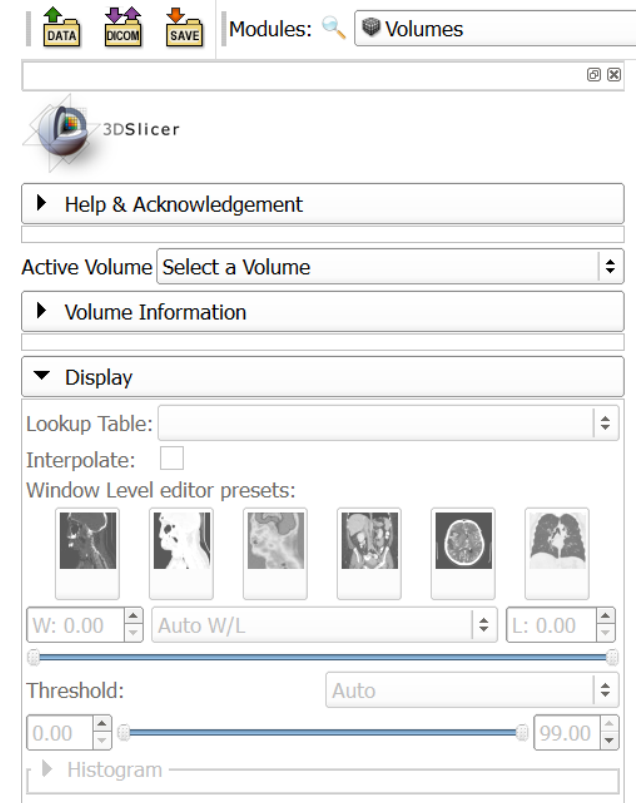 DATA DICOM SAVE Modules: Volumes
3DSlicer
Help & Acknowledgement
Active Volume Select a Volume
Volume Information
Display
Lookup Table:
Interpolate:
Window Level editor presets:
W: 0.00 Auto W/L L: 0.00
Threshold: Auto
0.00 99.00
Histogram